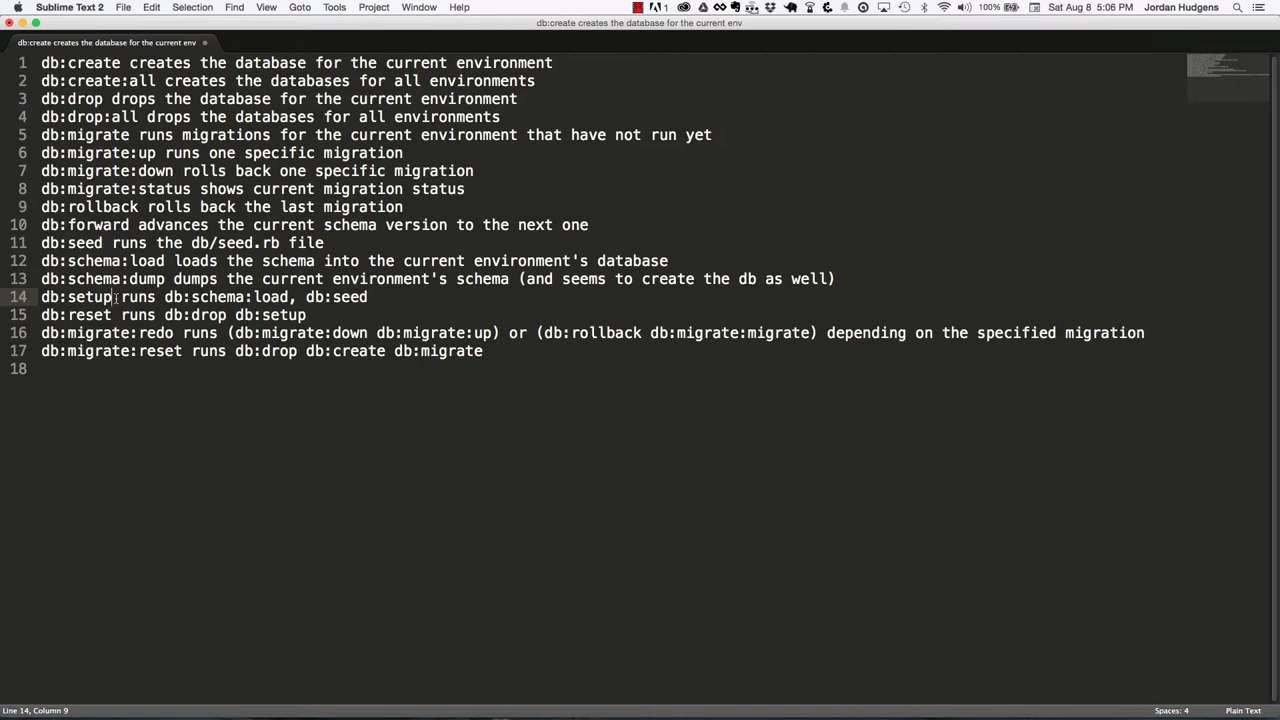 Sublime Text 2 File Edit Selection Find View Goto Tools Project Window Help 1 100% Sat Aug 8 5:06 PM Jordan Hudgens
db:create creates the database for the current env
db:create creates the database for the current env
1 db:create creates the database for the current environment
2 db:create:all creates the databases for all environments
3 db:drop drops the database for the current environment
4 db:drop:all drops the databases for all environments
5 db:migrate runs migrations for the current environment that have not run yet
6 db:migrate:up runs one specific migration
7 db:migrate:down rolls back one specific migration
8 db:migrate:status shows current migration status
9 db:rollback rolls back the last migration
10 db:forward advances the current schema version to the next one
11 db:seed runs the db/seed.rb file
12 db:schema:load loads the schema into the current environment's database
13 db:schema:dump dumps the current environment's schema (and seems to create the db as well)
14 db:setup runs db:schema:load, db:seed
15 db:reset runs db:drop db:setup
16 db:migrate:redo runs (db:migrate:down db:migrate:up) or (db:rollback db:migrate:migrate) depending on the specified migration
17 db:migrate:reset runs db:drop db:create db:migrate
18
Line 14, Column 9 Spaces: 4 Plain Text